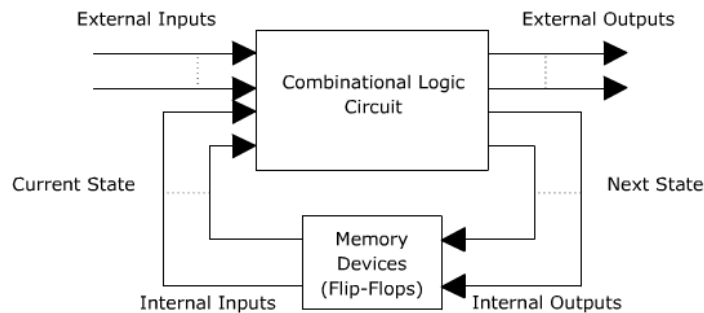 External Inputs
External Outputs
Combinational Logic
Circuit
Current State
Next State
Memory
Devices
(Flip-Flops)
Internal Inputs
Internal Outputs